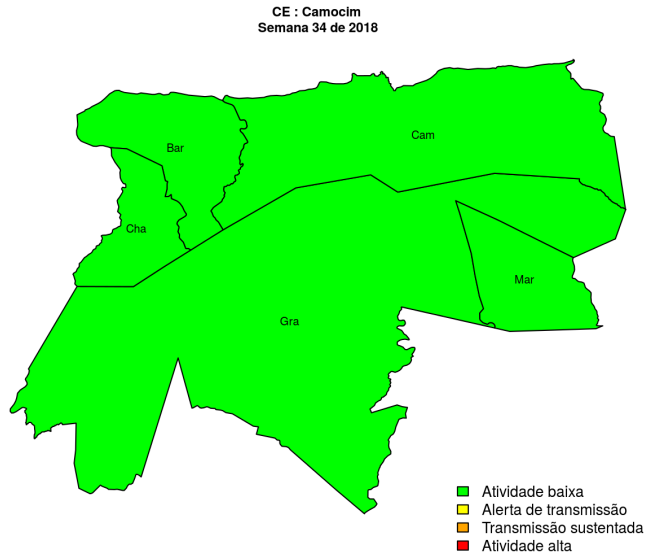 CE : Camocim
Semana 34 de 2018
Bar
Cam
Cha
Mar
Gra
Atividade baixa
Alerta de transmissão
Transmissão sustentada
Atividade alta